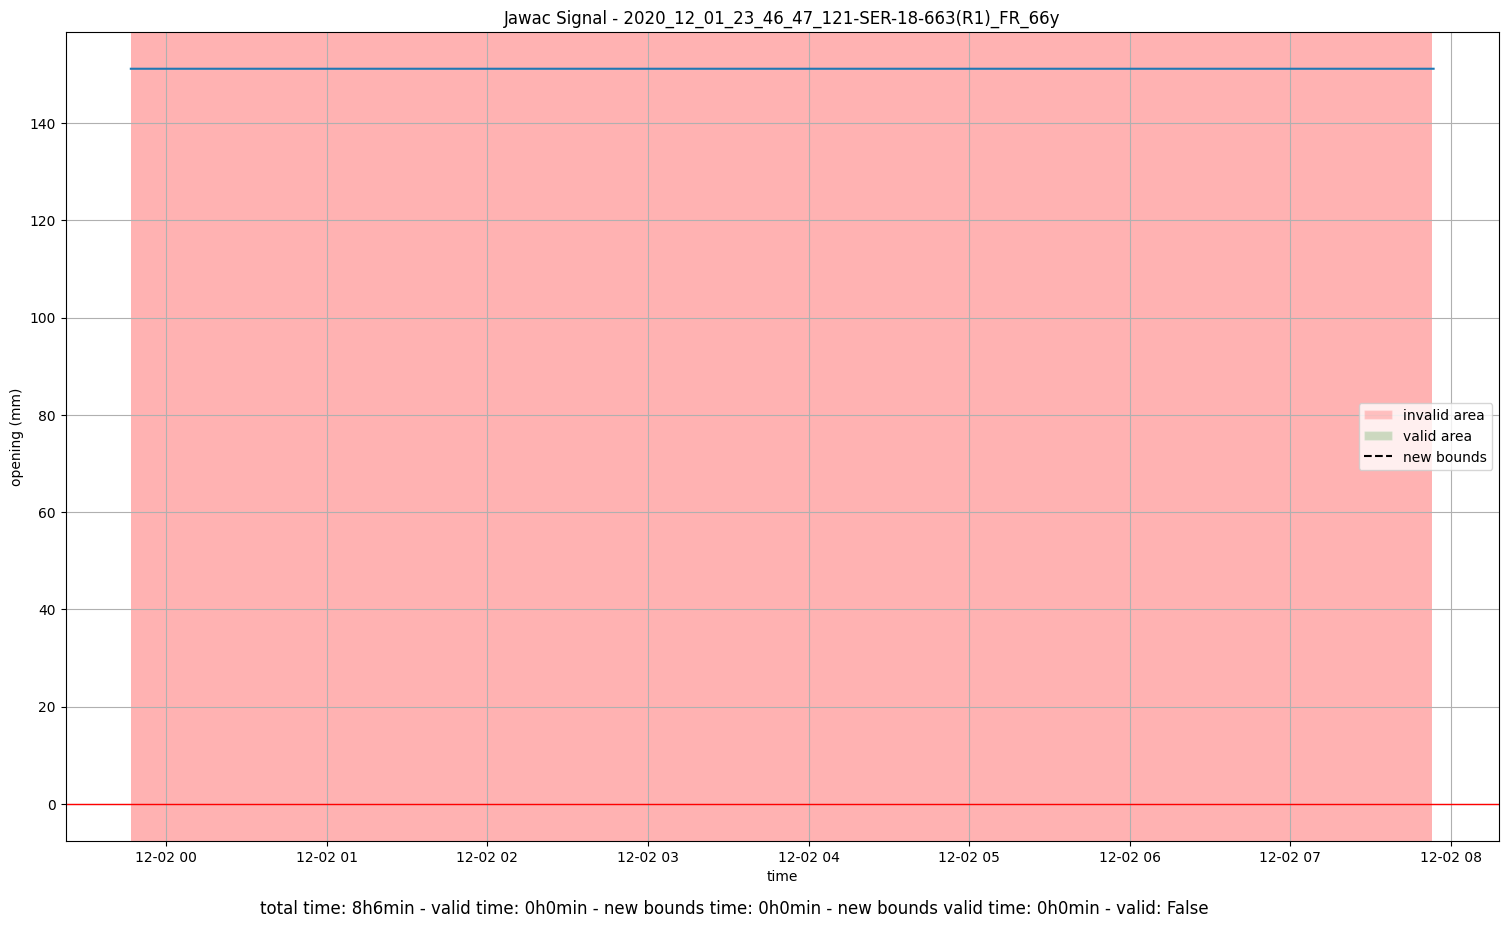 Jawac Signal - 2020_12_01_23_46_47_121-SER-18-663(R1)_FR_66y
opening (mm)
140
120
100
80
60
40
20
0
invalid area
valid area
new bounds
12-02 00
12-02 01
12-02 02
12-02 03
12-02 04
12-02 05
12-02 06
12-02 07
12-02 08
time
total time: 8h6min - valid time: 0h0min - new bounds time: 0h0min - new bounds valid time: 0h0min - valid: False